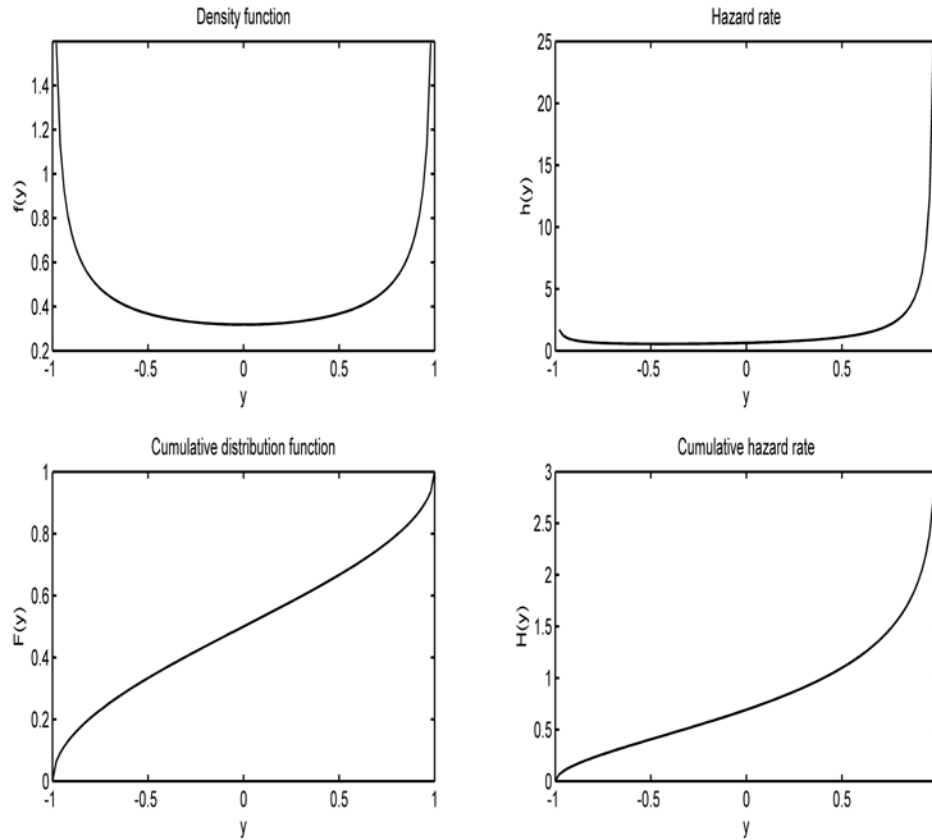 Density function
1.4
1.2
1
0.8
0.6
0.4
0.2
-1 -0.5 0 0.5 1
f(y)
y
Hazard rate
25
20
15
10
5
0
-1 -0.5 0 0.5
h(y)
y
Cumulative distribution function
1
0.8
0.6
0.4
0.2
0
-1 -0.5 0 0.5 1
F(y)
y
Cumulative hazard rate
3
2.5
2
1.5
1
0.5
0
-1 -0.5 0 0.5
H(y)
y